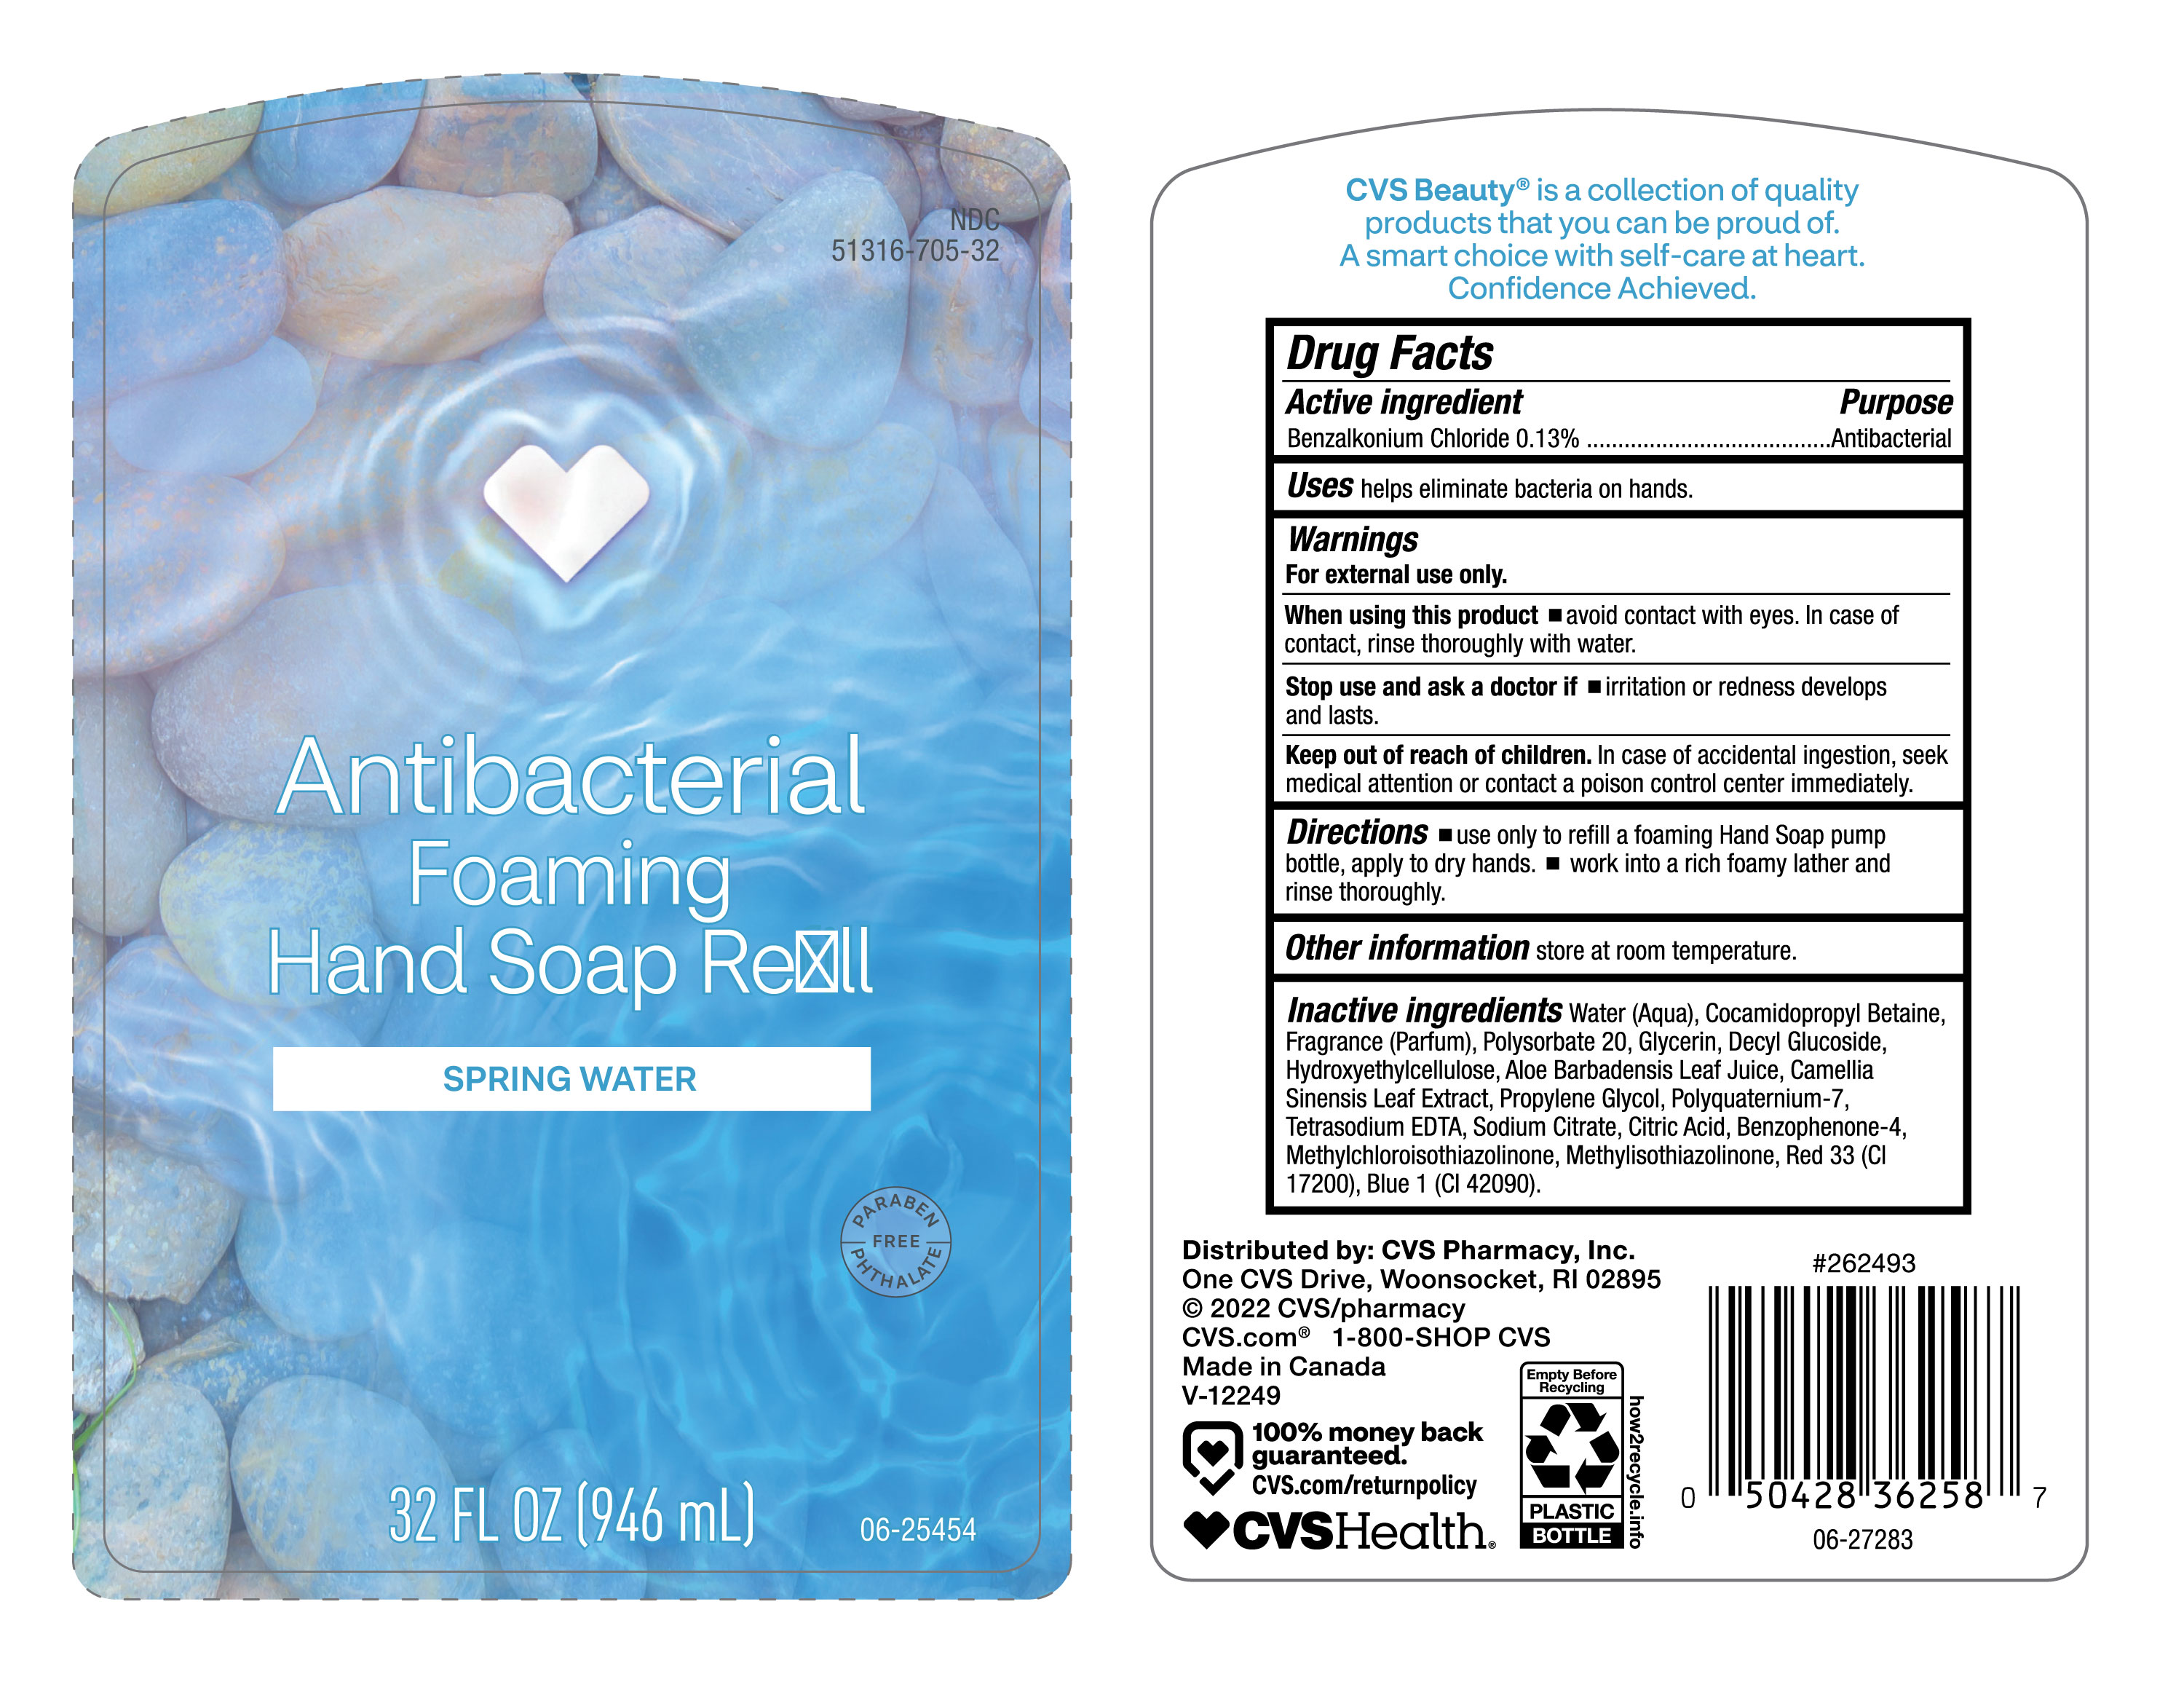 NDC
51316-705-32
Antibacterial
Foaming
Hand Soap Re☒ll
SPRING WATER
PARABEN
FREE
PHTHALATE
32 FL OZ (946 mL)
06-25454
CVS Beauty® is a collection of quality
products that you can be proud of.
A smart choice with self-care at heart.
Confidence Achieved.
Drug Facts
Active ingredient Purpose
Benzalkonium Chloride 0.13% .......................................Antibacterial
Uses helps eliminate bacteria on hands.
Warnings
For external use only.
When using this product ■ avoid contact with eyes. In case of
contact, rinse thoroughly with water.
Stop use and ask a doctor if ■ irritation or redness develops
and lasts.
Keep out of reach of children. In case of accidental ingestion, seek
medical attention or contact a poison control center immediately.
Directions ■ use only to refill a foaming Hand Soap pump
bottle, apply to dry hands. ■ work into a rich foamy lather and
rinse thoroughly.
Other information store at room temperature.
Inactive ingredients Water (Aqua), Cocamidopropyl Betaine,
Fragrance (Parfum), Polysorbate 20, Glycerin, Decyl Glucoside,
Hydroxyethylcellulose, Aloe Barbadensis Leaf Juice, Camellia
Sinensis Leaf Extract, Propylene Glycol, Polyquaternium-7,
Tetrasodium EDTA, Sodium Citrate, Citric Acid, Benzophenone-4,
Methylchloroisothiazolinone, Methylisothiazolinone, Red 33 (CI
17200), Blue 1 (CI 42090).
Distributed by: CVS Pharmacy, Inc.
One CVS Drive, Woonsocket, RI 02895
© 2022 CVS/pharmacy
CVS.com® 1-800-SHOP CVS
Made in Canada
V-12249
100% money back
guaranteed.
CVS.com/returnpolicy
CVSHealth®
Empty Before
Recycling
PLASTIC
BOTTLE
how2recycle.info
#262493
0 50428 36258 7
06-27283